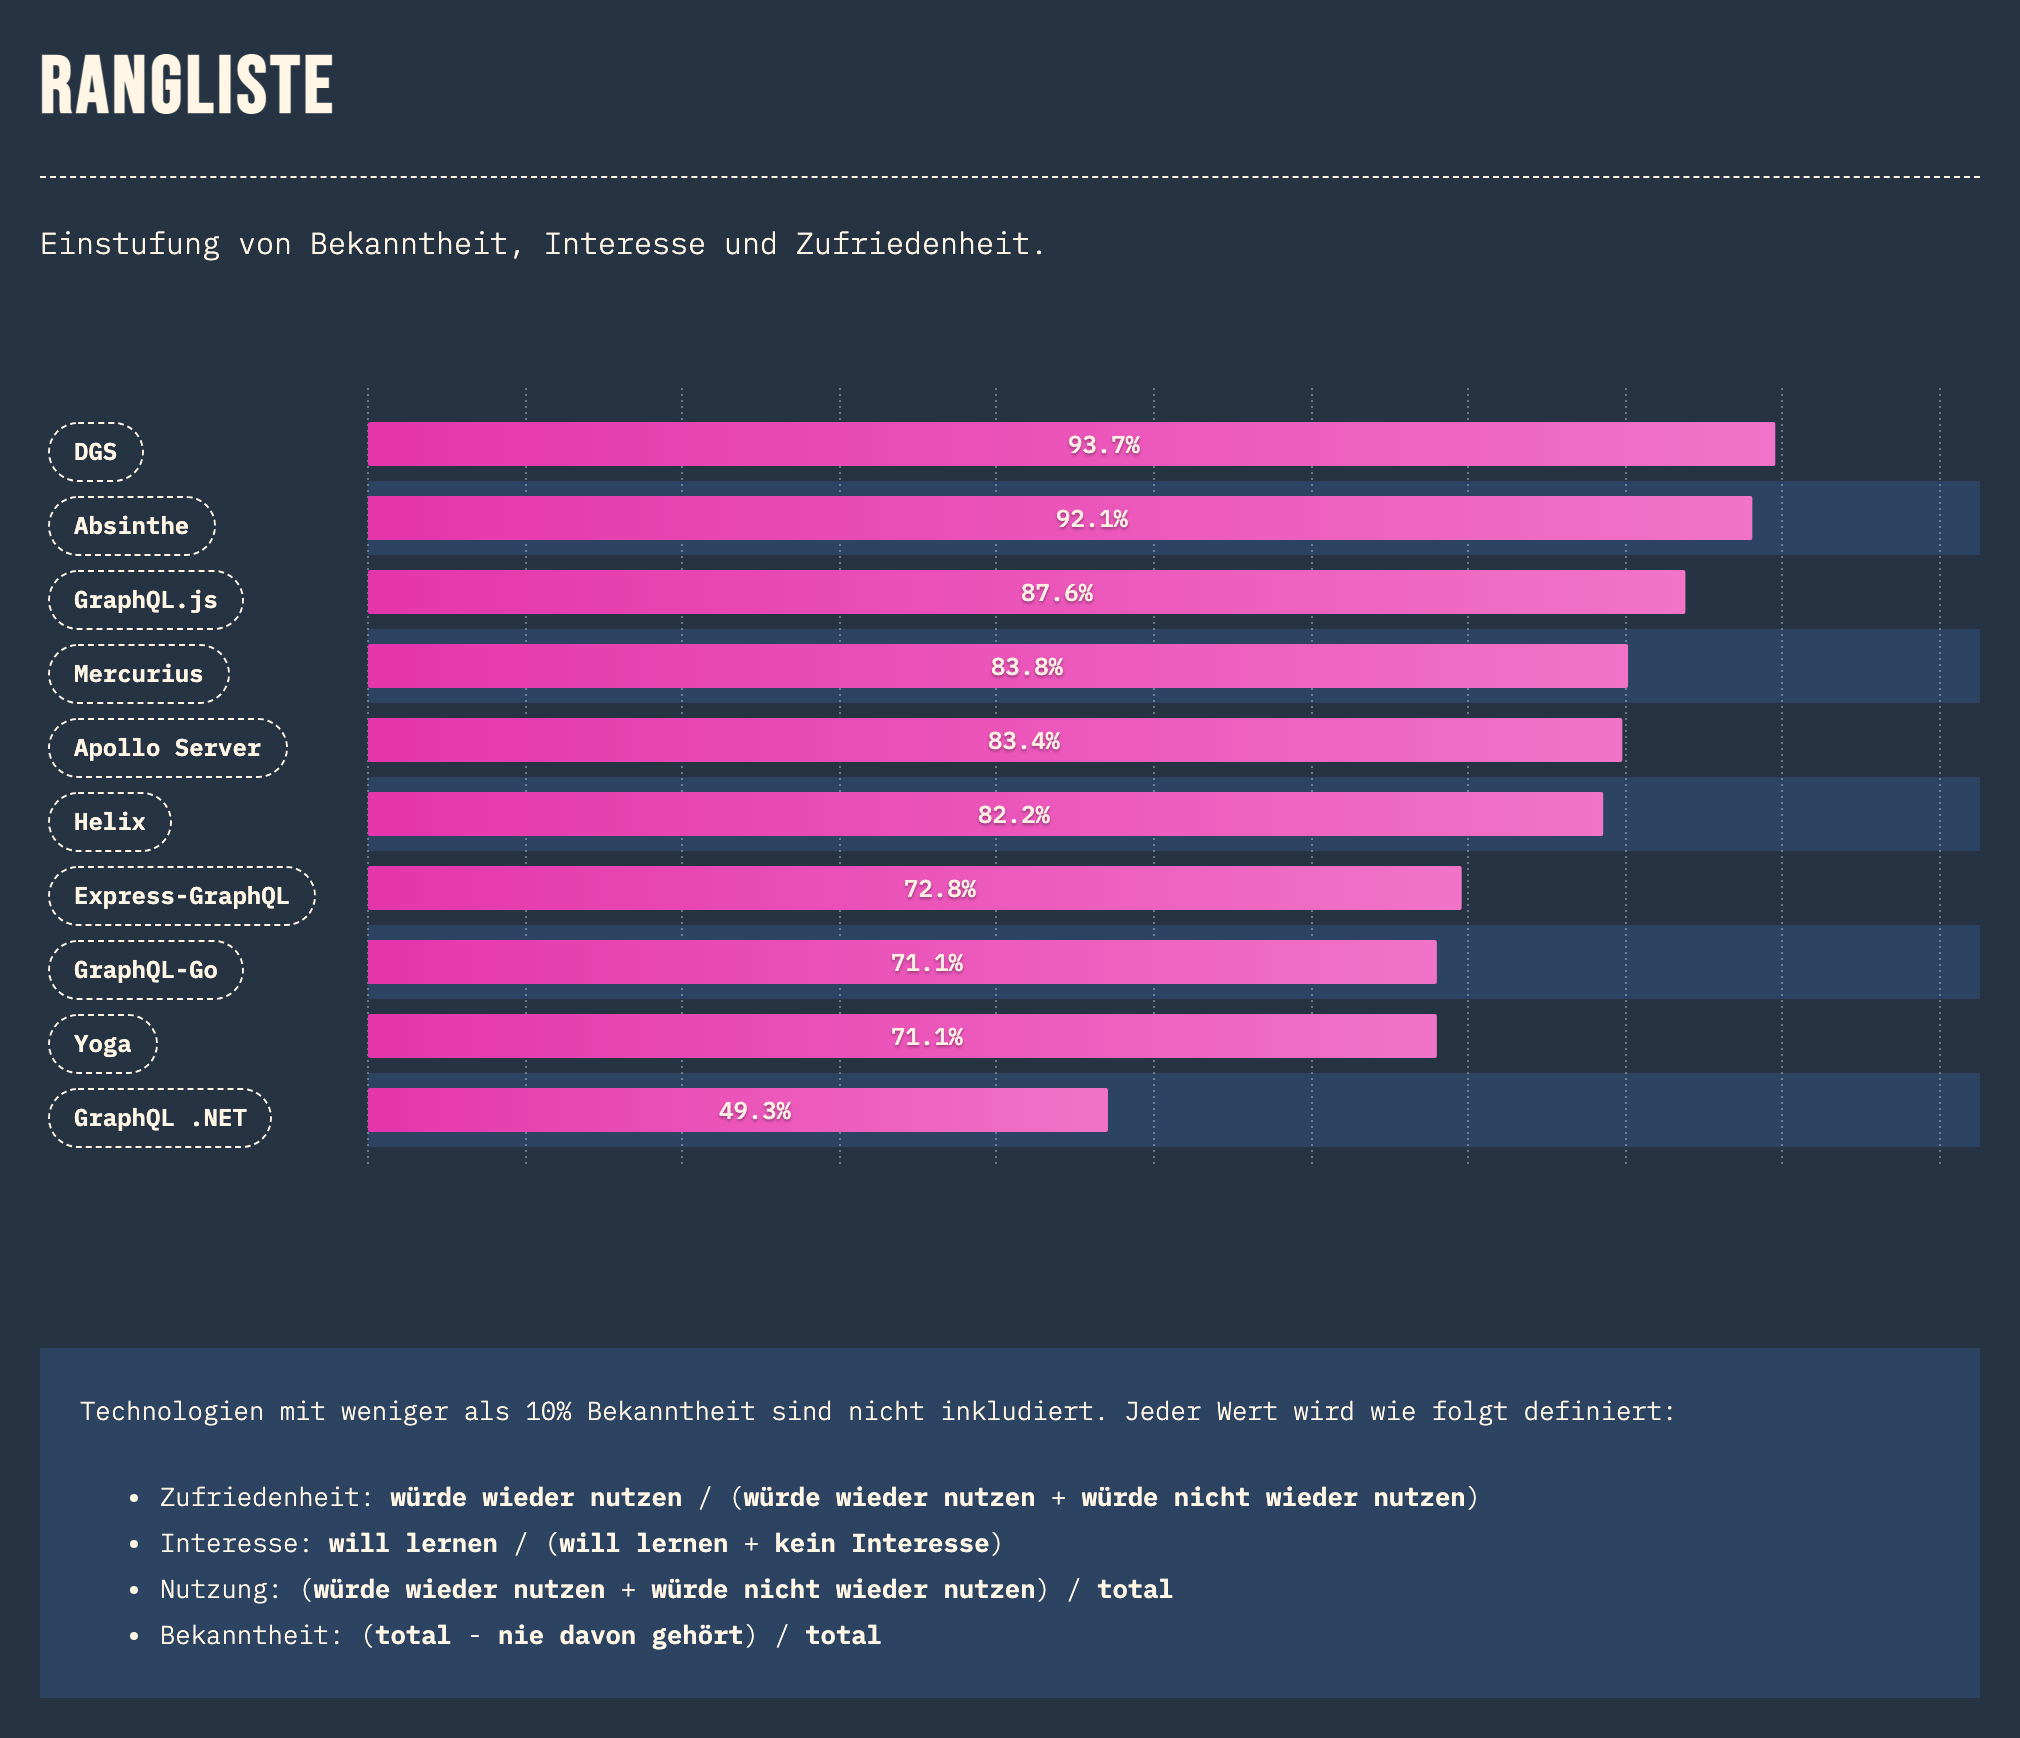 RANGLISTE
Einstufung von Bekanntheit, Interesse und Zufriedenheit.
DGS
93.7%
Absinthe
92.1%
GraphQL.js
87.6%
Mercurius
83.8%
Apollo Server
83.4%
Helix
82.2%
Express-GraphQL
72.8%
GraphQL-Go
71.1%
Yoga
71.1%
GraphQL .NET
49.3%
Technologien mit weniger als 10% Bekanntheit sind nicht inkludiert. Jeder Wert wird wie folgt definiert:
• Zufriedenheit: würde wieder nutzen / (würde wieder nutzen + würde nicht wieder nutzen)
• Interesse: will lernen / (will lernen + kein Interesse)
• Nutzung: (würde wieder nutzen + würde nicht wieder nutzen) / total
• Bekanntheit: (total - nie davon gehört) / total